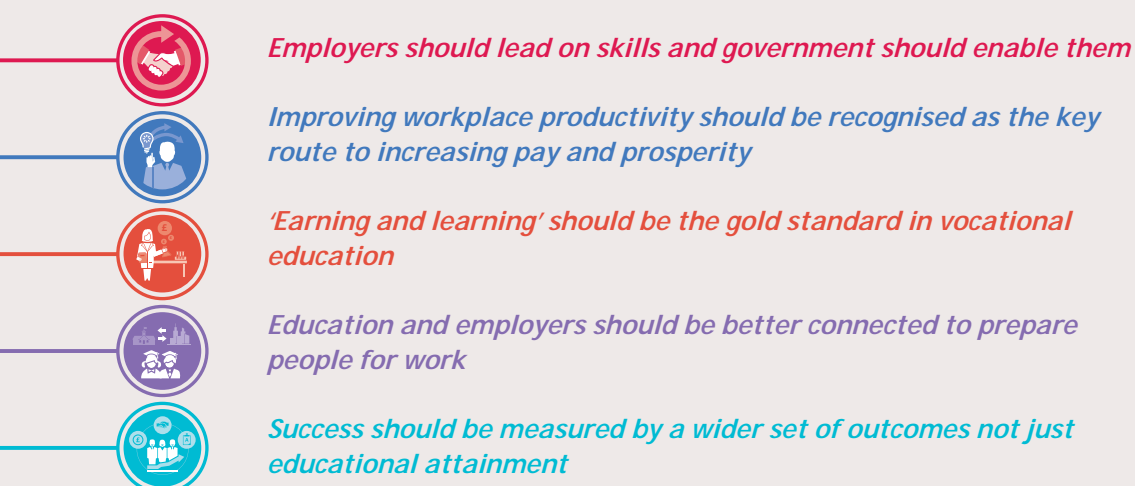 Employers should lead on skills and government should enable them
Improving workplace productivity should be recognised as the key
route to increasing pay and prosperity
‘Earning and learning’ should be the gold standard in vocational
education
Education and employers should be better connected to prepare
people for work
Success should be measured by a wider set of outcomes not just
educational attainment